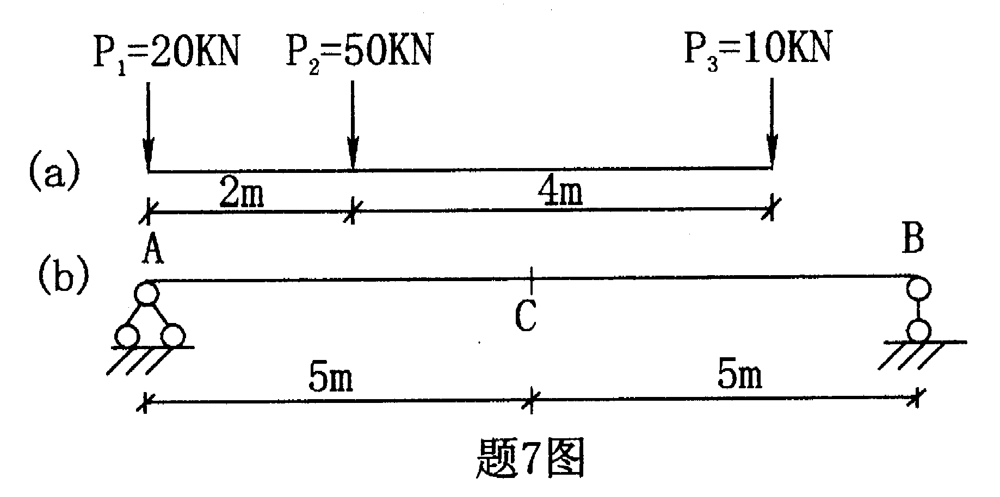 P₁=20KN P₂=50KN P₃=10KN
(a)
2m 4m
A B
(b)
C
5m 5m
题7图